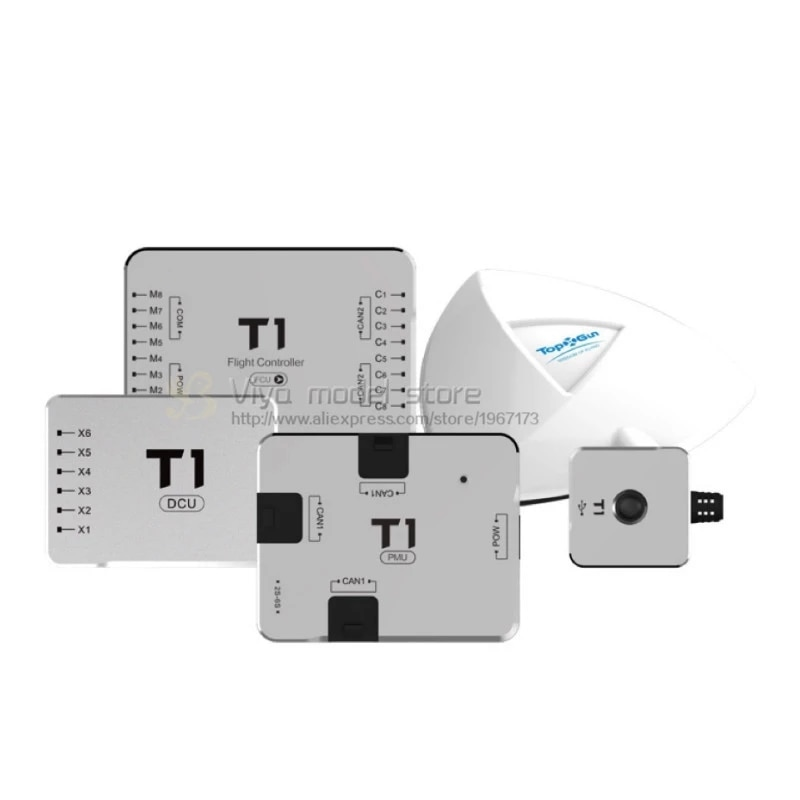 M8
M7
M6
M5
M4
M3
M2
COM
POW
T1
Flight Controller
FCU
C1
C2
C3
C4
C5
C6
C7
C8
CAN2
CAN2
TopXGun
Viya model store
http://www.aliexpress.com/store/1967173
X6
X5
X4
X3
X2
X1
T1
DCU
CAN1
CAN1
CAN1
T1
PMU
POW
2S-6S
T1